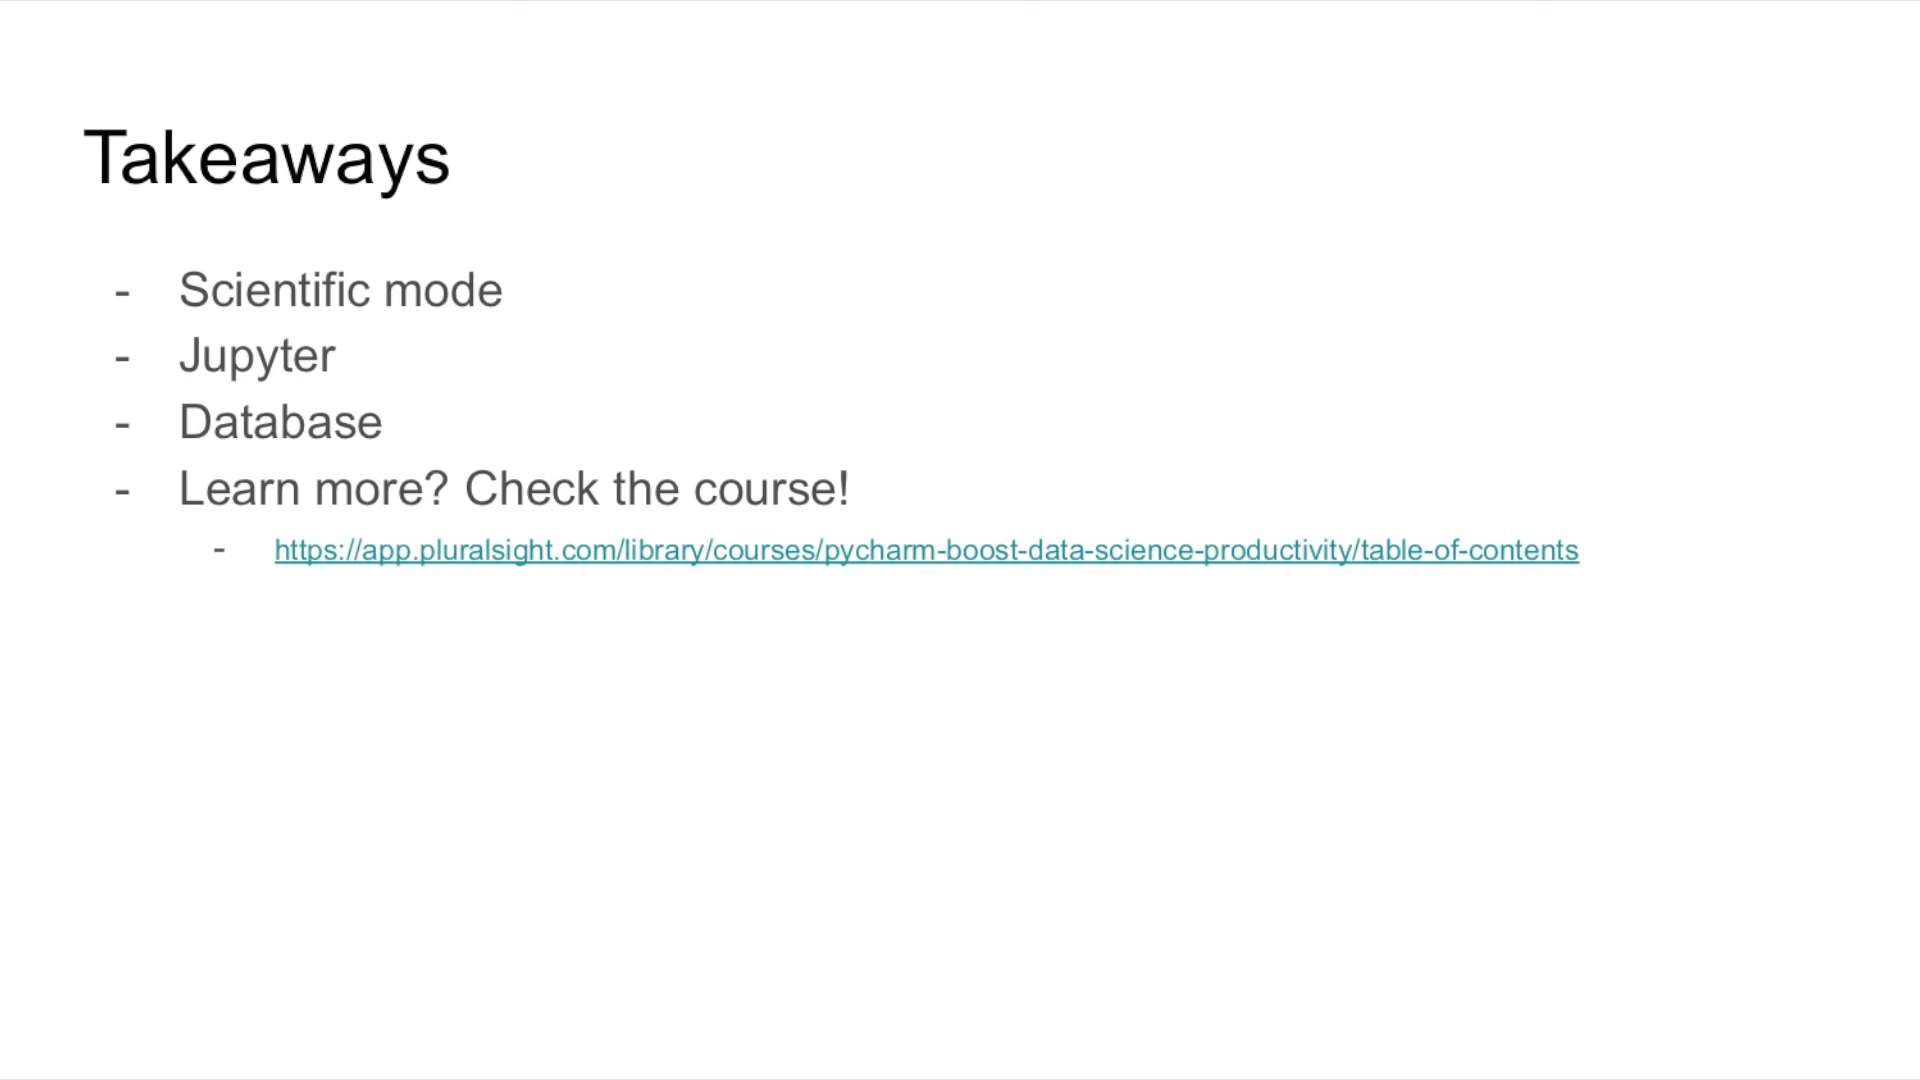 Takeaways
- Scientific mode
- Jupyter
- Database
- Learn more? Check the course!
- https://app.pluralsight.com/library/courses/pycharm-boost-data-science-productivity/table-of-contents